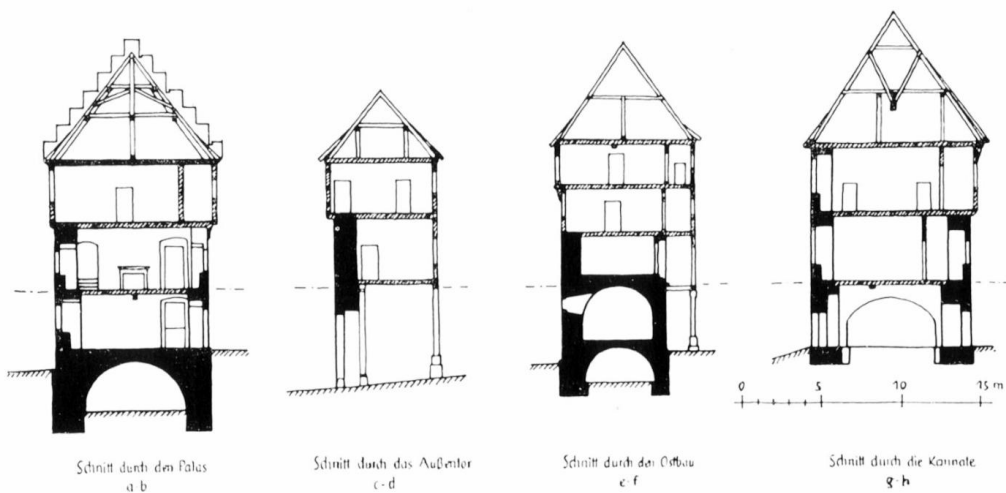 0 5 10 15 m
Schnitt durch den Palas
a-b
Schnitt durch das Außentor
c-d
Schnitt durch den Ostbau
e-f
Schnitt durch die Kamnate
g-h